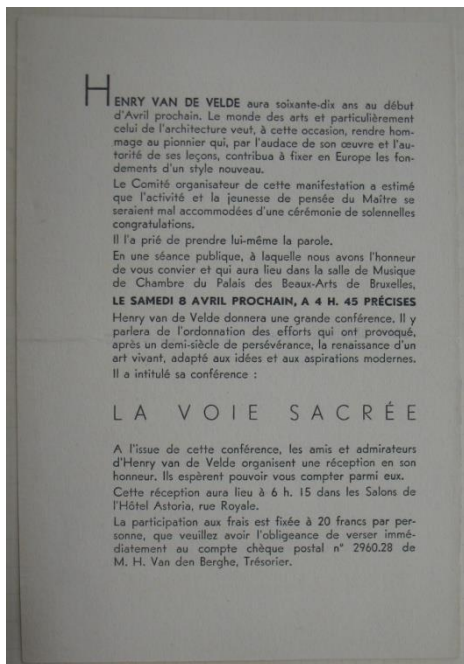 HENRY VAN DE VELDE aura soixante-dix ans au début
d'Avril prochain. Le monde des arts et particulièrement
celui de l'architecture veut, à cette occasion, rendre hom-
mage au pionnier qui, par l'audace de son œuvre et l'au-
torité de ses leçons, contribua à fixer en Europe les fon-
dements d'un style nouveau.
Le Comité organisateur de cette manifestation a estimé
que l'activité et la jeunesse de pensée du Maître se
seraient mal accommodées d'une cérémonie de solennelles
congratulations.
Il l'a prié de prendre lui-même la parole.
En une séance publique, à laquelle nous avons l'honneur
de vous convier et qui aura lieu dans la salle de Musique
de Chambre du Palais des Beaux-Arts de Bruxelles,
LE SAMEDI 8 AVRIL PROCHAIN, A 4 H. 45 PRÉCISES
Henry van de Velde donnera une grande conférence. Il y
parlera de l'ordonnation des efforts qui ont provoqué,
après un demi-siècle de persévérance, la renaissance d'un
art vivant, adapté aux idées et aux aspirations modernes.
Il a intitulé sa conférence :
LA VOIE SACRÉE
A l'issue de cette conférence, les amis et admirateurs
d'Henry van de Velde organisent une réception en son
honneur. Ils espèrent pouvoir vous compter parmi eux.
Cette réception aura lieu à 6 h. 15 dans les Salons de
l'Hôtel Astoria, rue Royale.
La participation aux frais est fixée à 20 francs par per-
sonne, que veuillez avoir l'obligeance de verser immé-
diatement au compte chèque postal n° 2960.28 de
M. H. Van den Berghe, Trésorier.